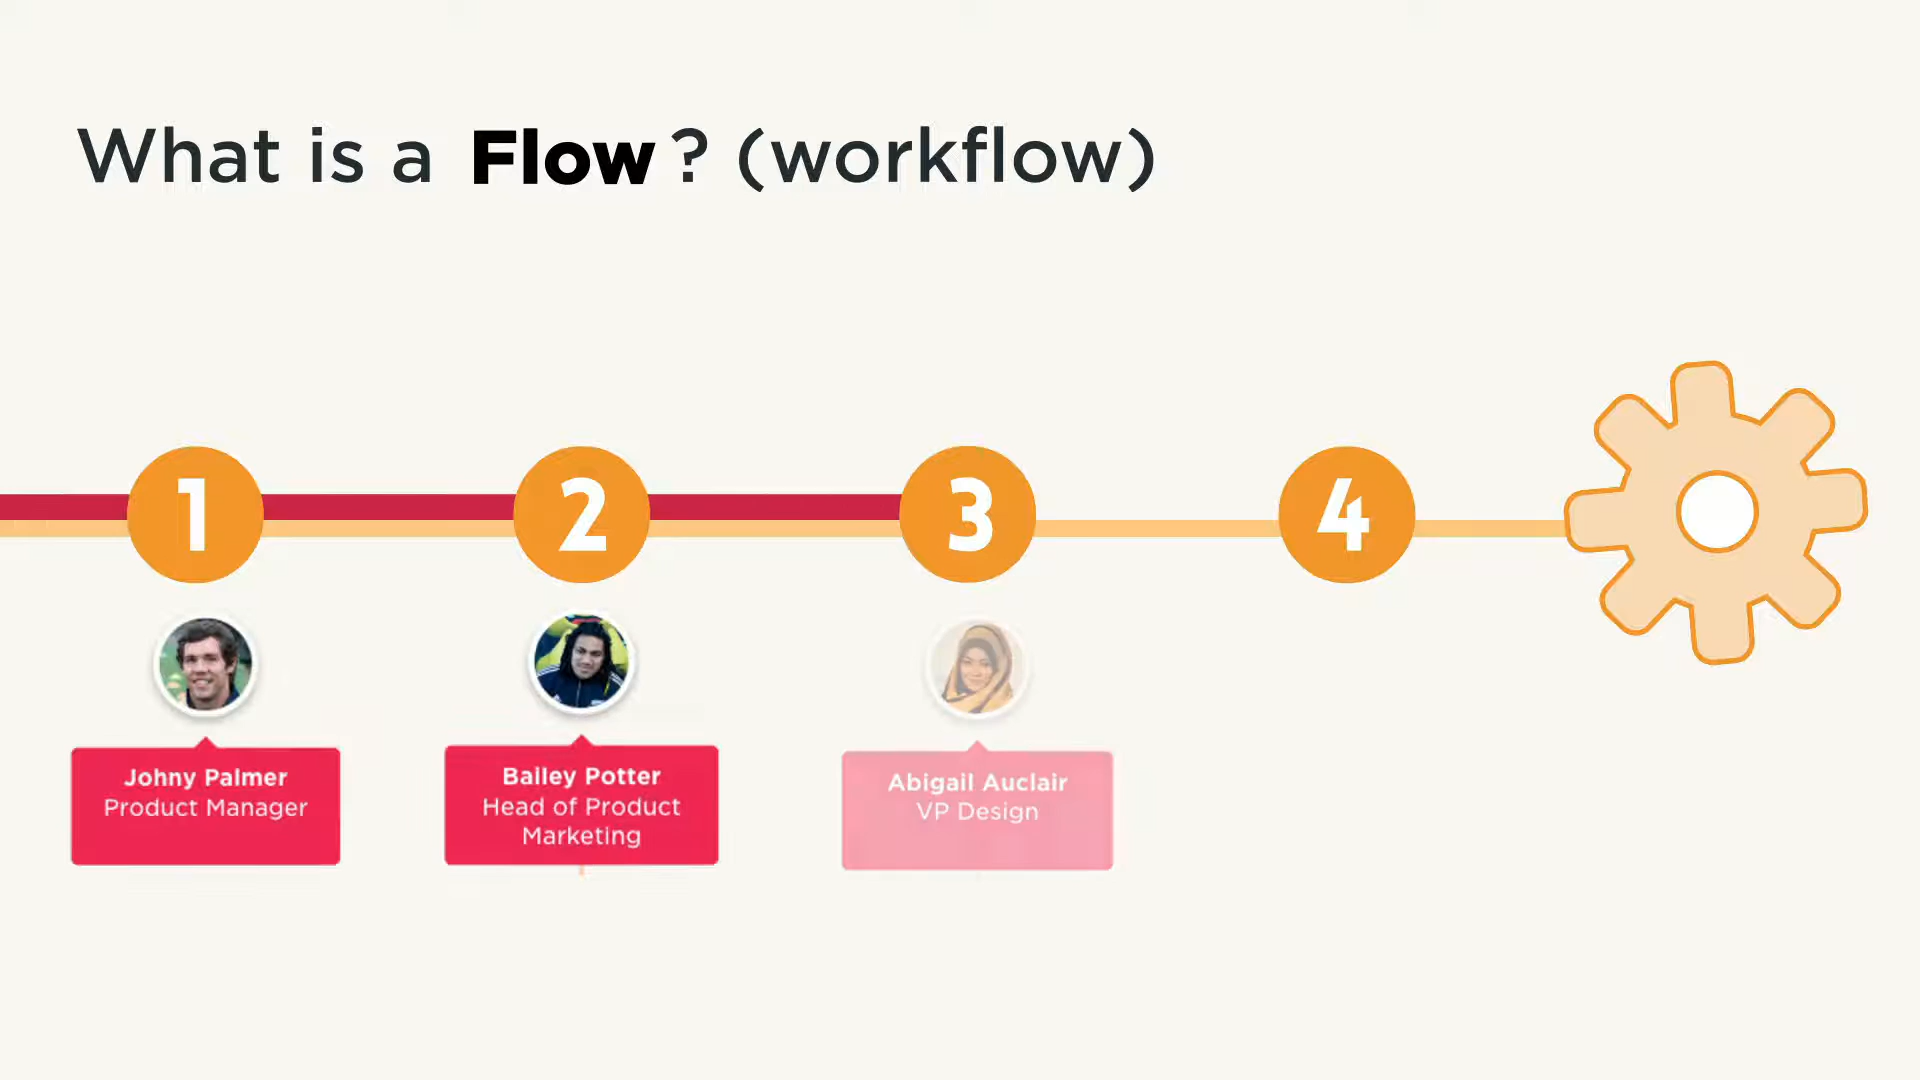 What is a Flow? (workflow)
1
2
3
4
Johny Palmer
Product Manager
Bailey Potter
Head of Product
Marketing
Abigail Auclair
VP Design